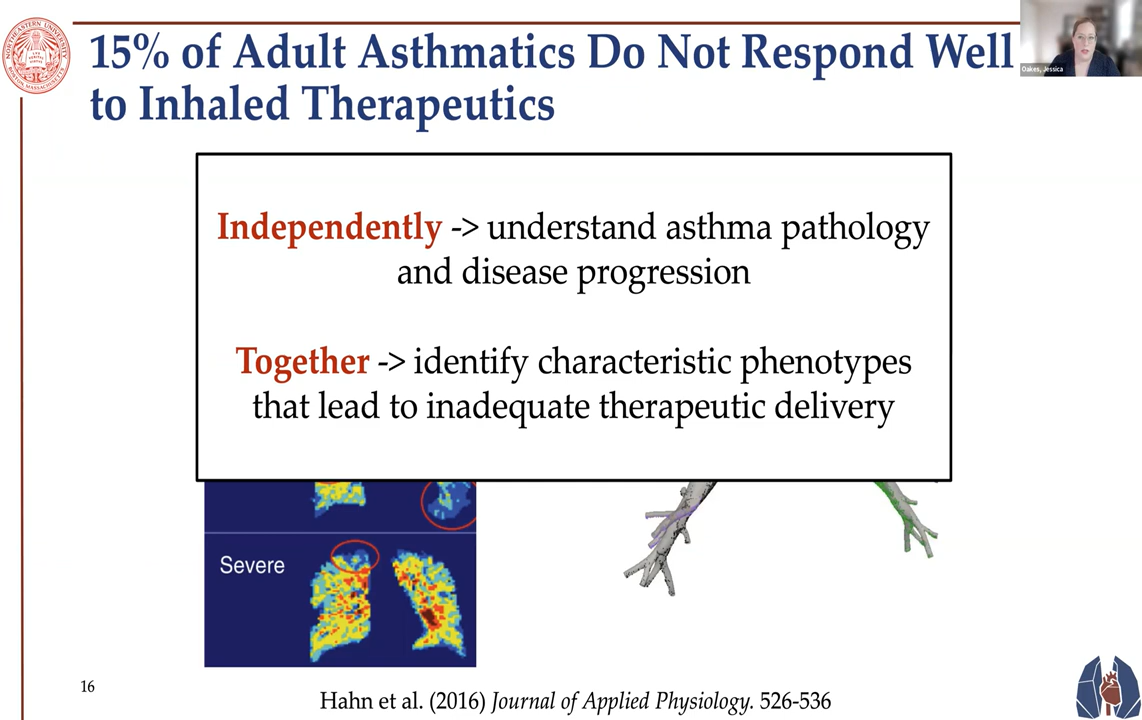 15% of Adult Asthmatics Do Not Respond Well
to Inhaled Therapeutics
Oakes, Jessica
Independently -> understand asthma pathology
and disease progression
Together -> identify characteristic phenotypes
that lead to inadequate therapeutic delivery
Severe
16
Hahn et al. (2016) Journal of Applied Physiology. 526-536